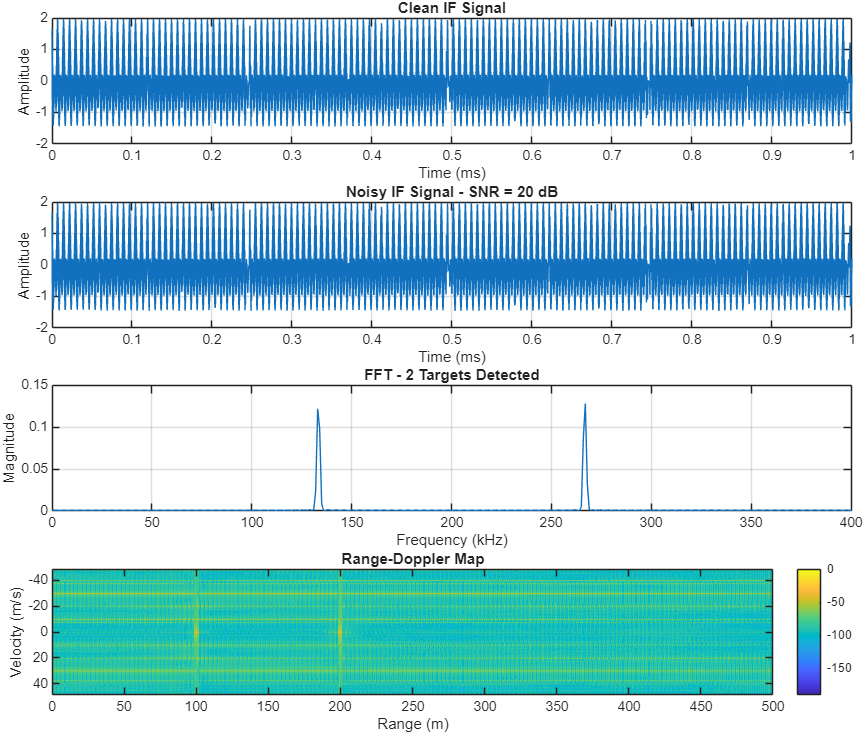 Clean IF Signal
2
1
0
-1
-2
Amplitude
0 0.1 0.2 0.3 0.4 0.5 0.6 0.7 0.8 0.9 1
Time (ms)
Noisy IF Signal - SNR = 20 dB
2
1
0
-1
-2
Amplitude
0 0.1 0.2 0.3 0.4 0.5 0.6 0.7 0.8 0.9 1
Time (ms)
FFT - 2 Targets Detected
0.15
0.1
0.05
0
Magnitude
0 50 100 150 200 250 300 350 400
Frequency (kHz)
Range-Doppler Map
-40
-20
0
20
40
Velocity (m/s)
0 50 100 150 200 250 300 350 400 450 500
Range (m)
0
-50
-100
-150